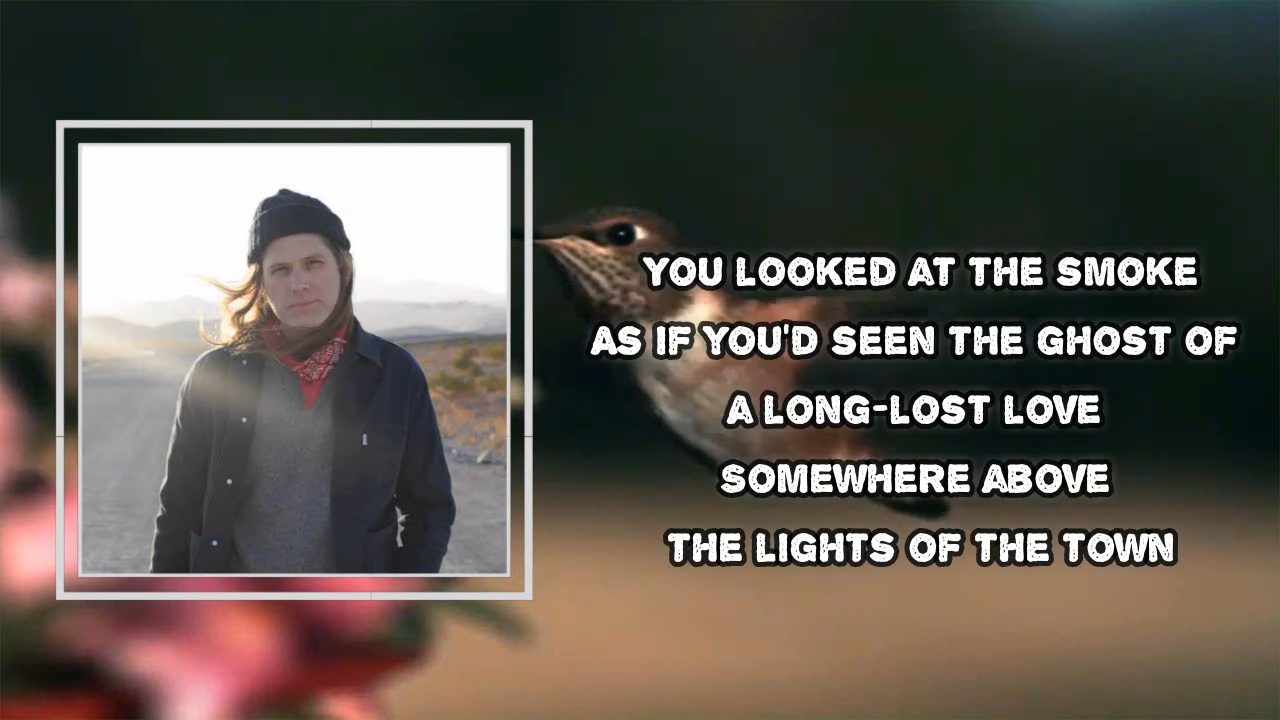 YOU LOOKED AT THE SMOKE
AS IF YOU'D SEEN THE GHOST OF
A LONG-LOST LOVE
SOMEWHERE ABOVE
THE LIGHTS OF THE TOWN